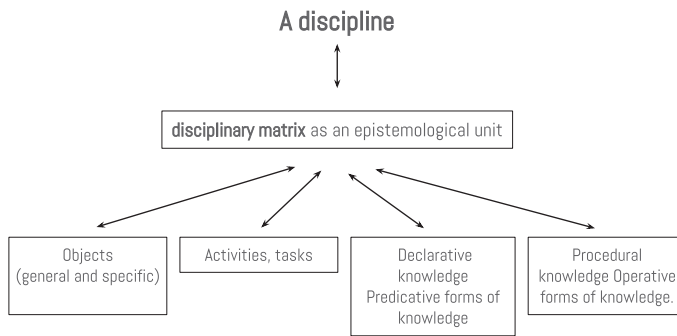 A discipline
disciplinary matrix as an epistemological unit
Objects
(general and specific)
Activities, tasks
Declarative
knowledge
Predicative forms of
knowledge
Procedural
knowledge Operative
forms of knowledge.